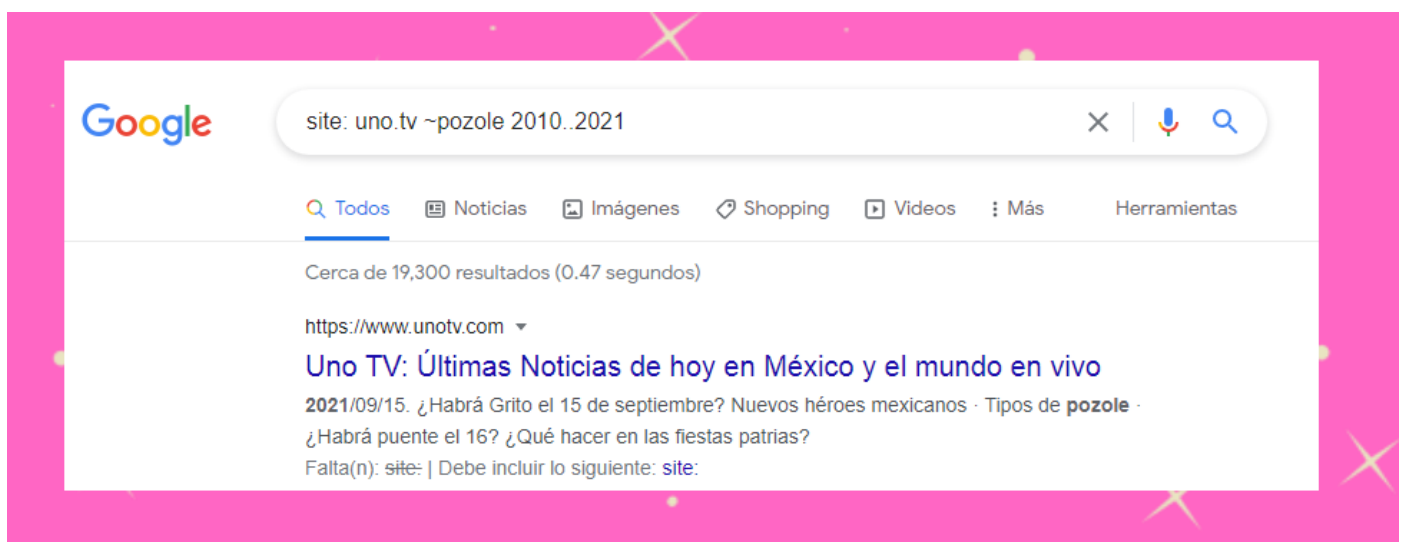 Google
site: uno.tv ~pozole 2010..2021
Todos Noticias Imágenes Shopping Videos Más Herramientas
Cerca de 19,300 resultados (0.47 segundos)
https://www.unotv.com
Uno TV: Últimas Noticias de hoy en México y el mundo en vivo
2021/09/15. ¿Habrá Grito el 15 de septiembre? Nuevos héroes mexicanos · Tipos de pozole ·
¿Habrá puente el 16? ¿Qué hacer en las fiestas patrias?
Falta(n): site: | Debe incluir lo siguiente: site: